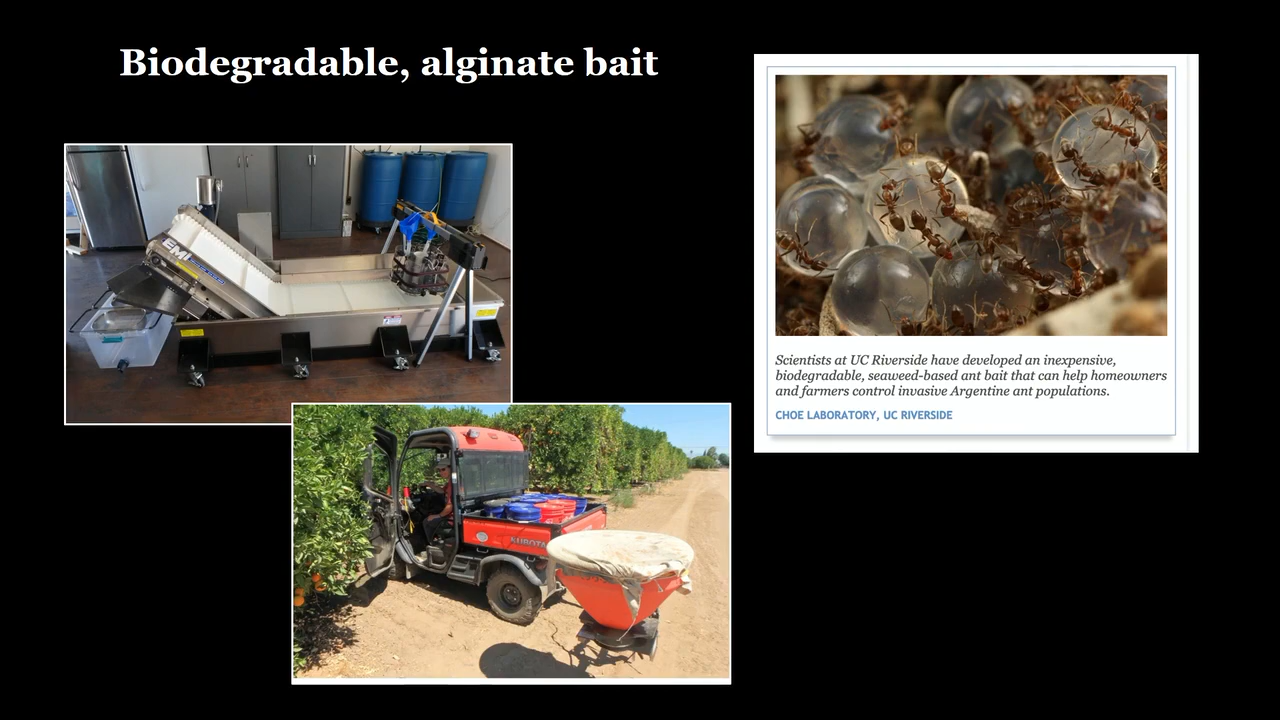 Biodegradable, alginate bait
EMI
KUBOTA
Scientists at UC Riverside have developed an inexpensive,
biodegradable, seaweed-based ant bait that can help homeowners
and farmers control invasive Argentine ant populations.
CHOE LABORATORY, UC RIVERSIDE